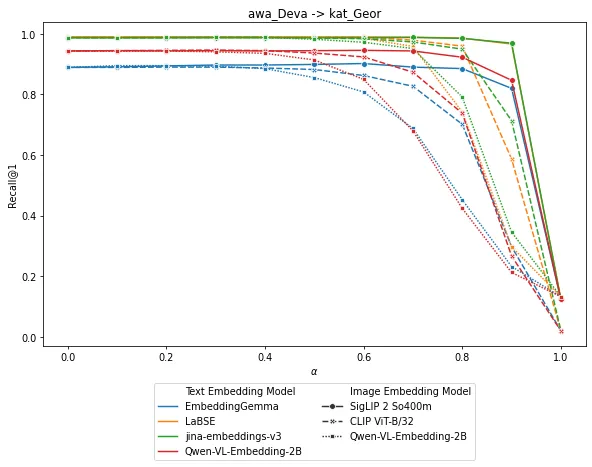 awa_Deva -> kat_Geor
1.0
0.8
0.6
0.4
0.2
0.0
Recall@1
0.0 0.2 0.4 0.6 0.8 1.0
α
Text Embedding Model Image Embedding Model
EmbeddingGemma SigLIP 2 So400m
LaBSE CLIP ViT-B/32
jina-embeddings-v3 Qwen-VL-Embedding-2B
Qwen-VL-Embedding-2B